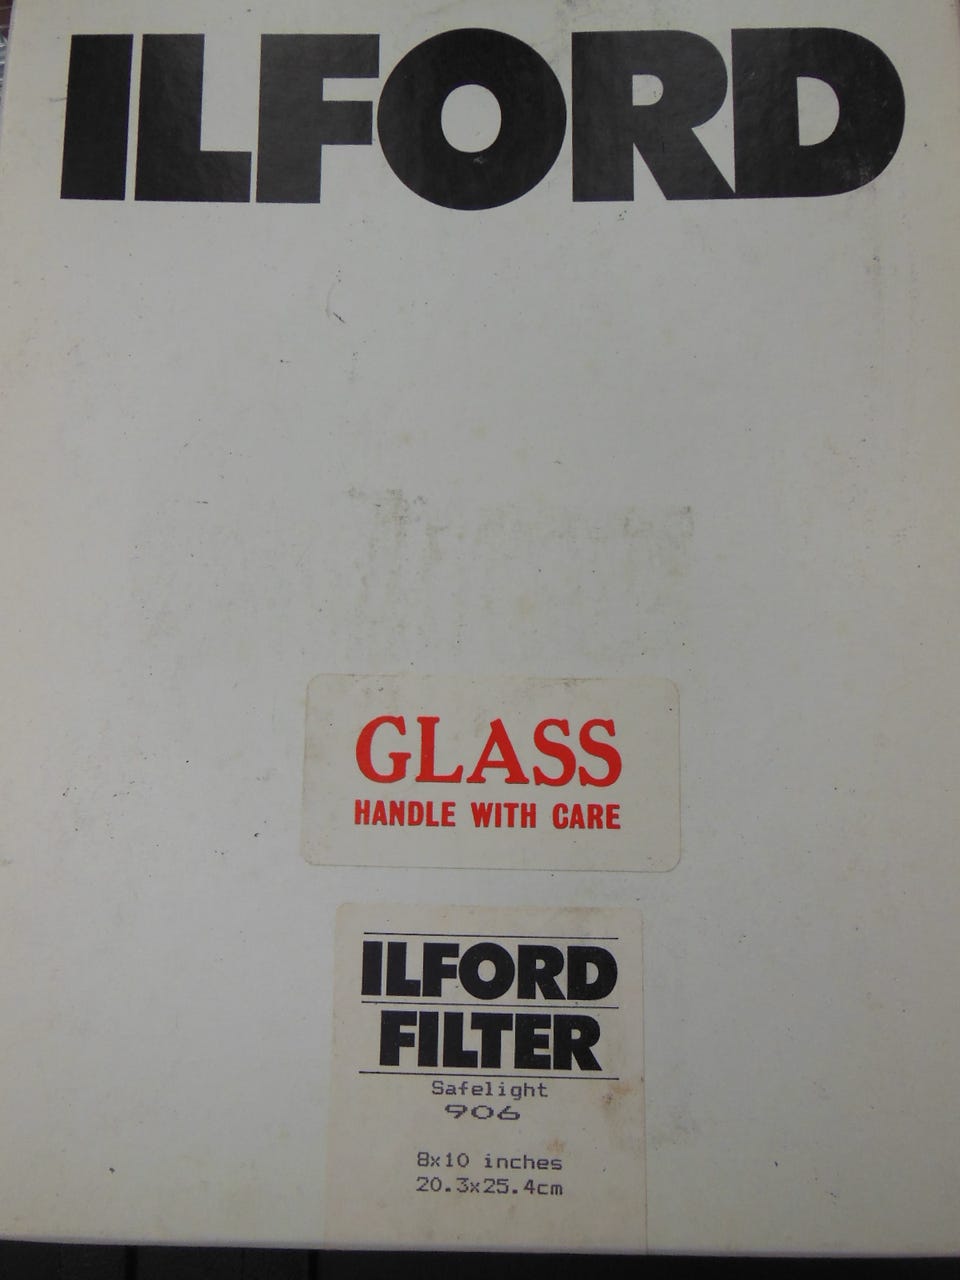 ILFORD
GLASS
HANDLE WITH CARE
ILFORD
FILTER
Safelight
906
8x10 inches
20.3x25.4cm